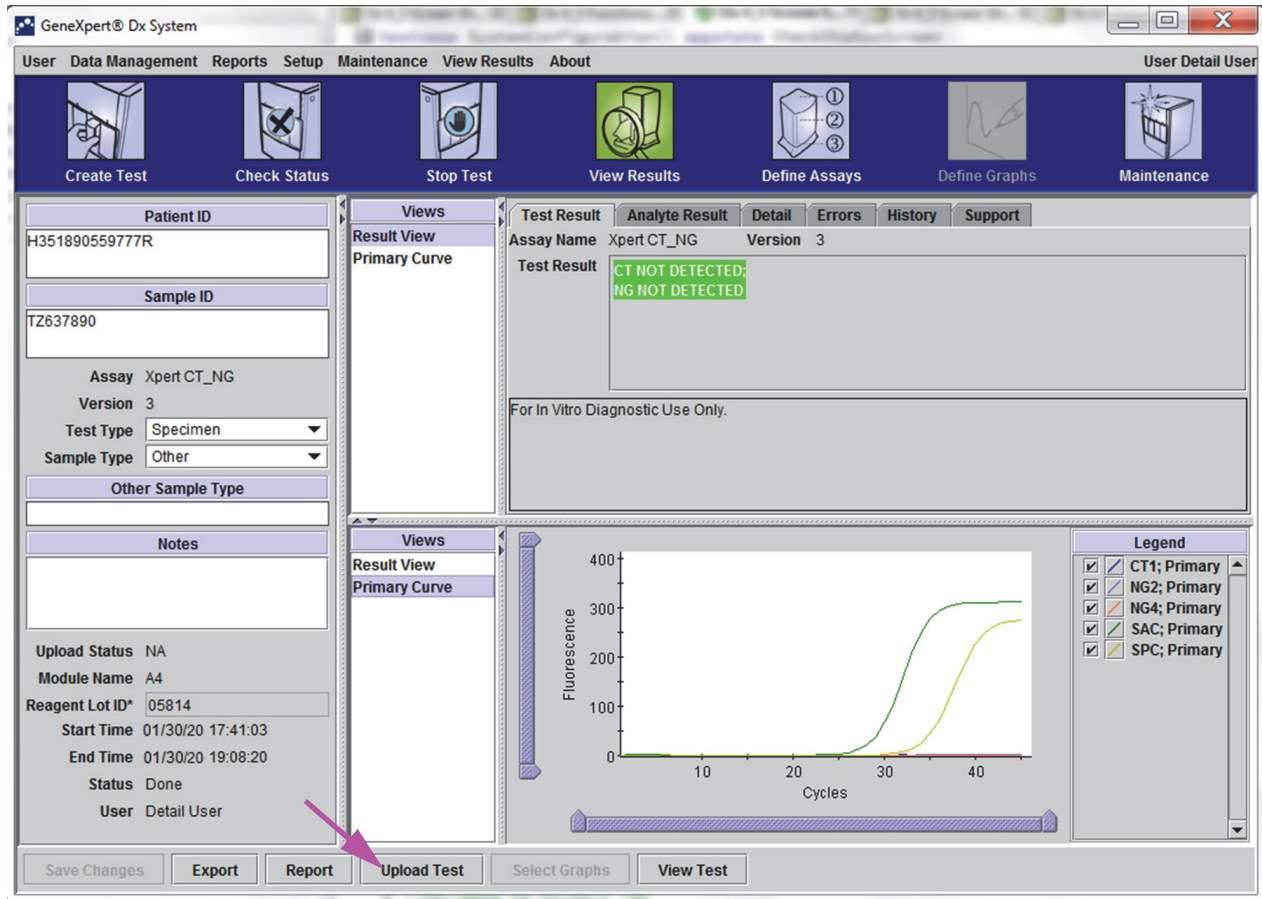 GeneXpert® Dx System
User Data Management Reports Setup Maintenance View Results About User Detail User
Create Test Check Status Stop Test View Results Define Assays Define Graphs Maintenance
① ② ③
Patient ID
H351890559777R
Sample ID
TZ637890
Assay Xpert CT_NG
Version 3
Test Type Specimen
Sample Type Other
Other Sample Type
Notes
Upload Status NA
Module Name A4
Reagent Lot ID* 05814
Start Time 01/30/20 17:41:03
End Time 01/30/20 19:08:20
Status Done
User Detail User
Views
Result View
Primary Curve
Test Result Analyte Result Detail Errors History Support
Assay Name Xpert CT_NG Version 3
Test Result CT NOT DETECTED;
NG NOT DETECTED
For In Vitro Diagnostic Use Only.
Views
Result View
Primary Curve
400
300
200
100
0
Fluorescence
10 20 30 40
Cycles
Legend
CT1; Primary
NG2; Primary
NG4; Primary
SAC; Primary
SPC; Primary
Save Changes Export Report Upload Test Select Graphs View Test